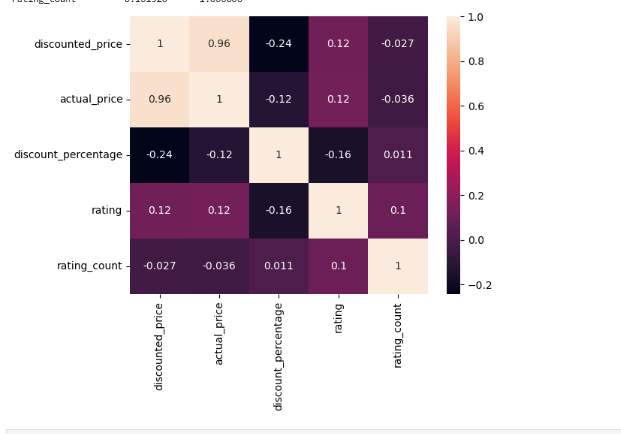 discounted_price 1 0.96 -0.24 0.12 -0.027
actual_price 0.96 1 -0.12 0.12 -0.036
discount_percentage -0.24 -0.12 1 -0.16 0.011
rating 0.12 0.12 -0.16 1 0.1
rating_count -0.027 -0.036 0.011 0.1 1
discounted_price
actual_price
discount_percentage
rating
rating_count
1.0
0.8
0.6
0.4
0.2
0.0
−0.2